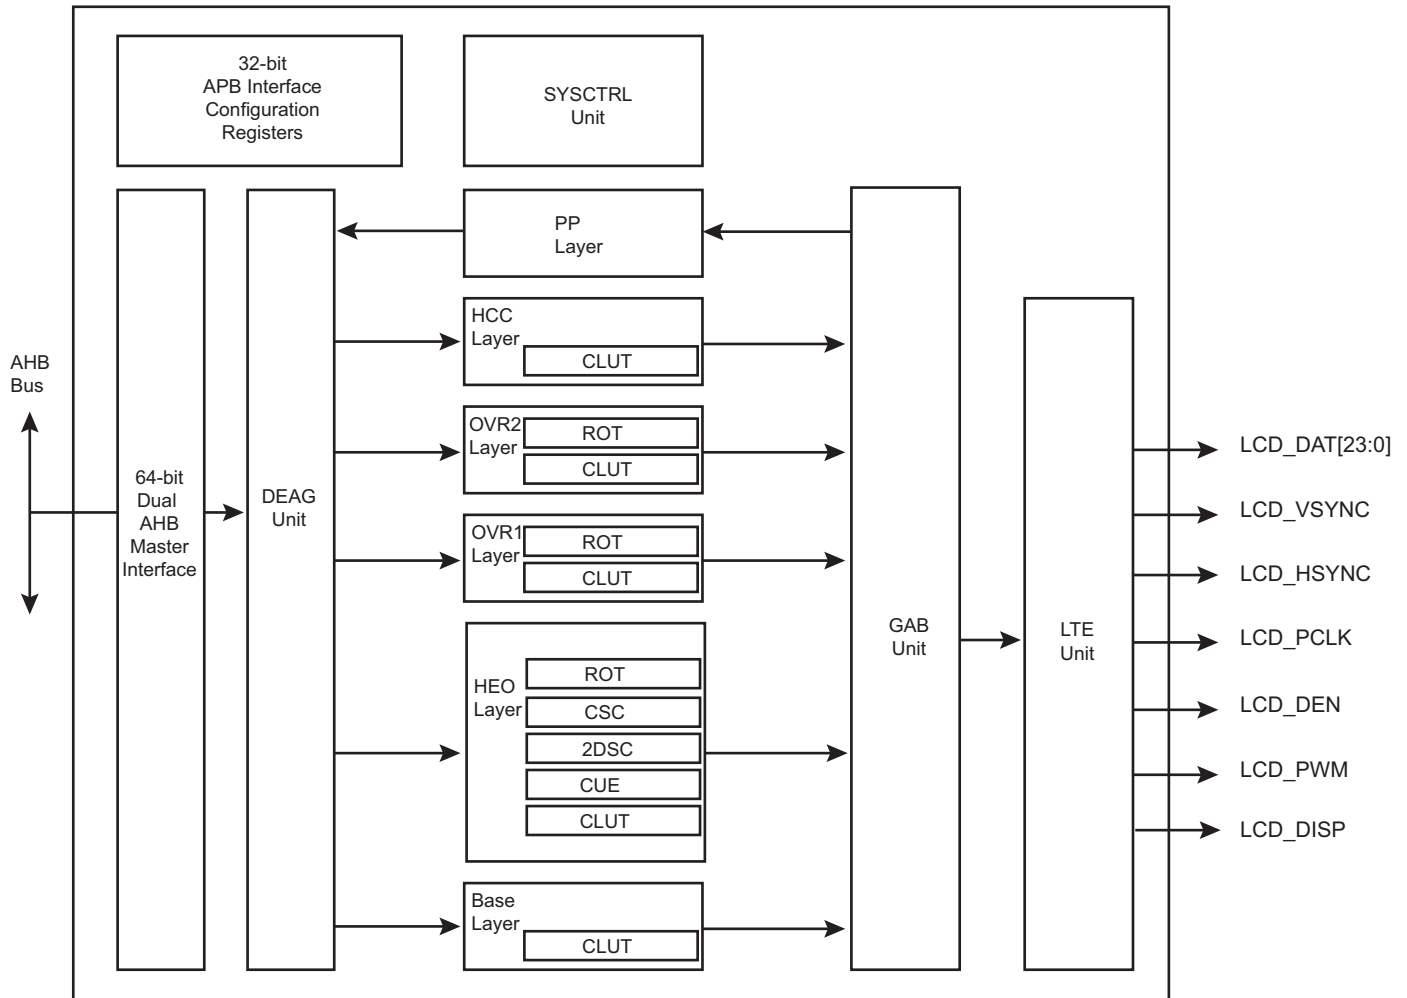 32-bit
APB Interface
Configuration
Registers
SYSCTRL
Unit
PP
Layer
HCC
Layer
CLUT
AHB
Bus
OVR2
Layer
ROT
CLUT
64-bit
Dual
AHB
Master
Interface
DEAG
Unit
OVR1
Layer
ROT
CLUT
HEO
Layer
ROT
CSC
2DSC
CUE
CLUT
Base
Layer
CLUT
GAB
Unit
LTE
Unit
LCD_DAT[23:0]
LCD_VSYNC
LCD_HSYNC
LCD_PCLK
LCD_DEN
LCD_PWM
LCD_DISP